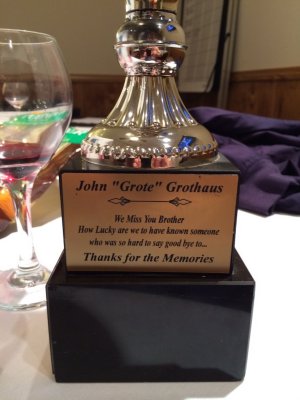 John "Grote" Grothaus
We Miss You Brother
How Lucky are we to have known someone
who was so hard to say good bye to...
Thanks for the Memories